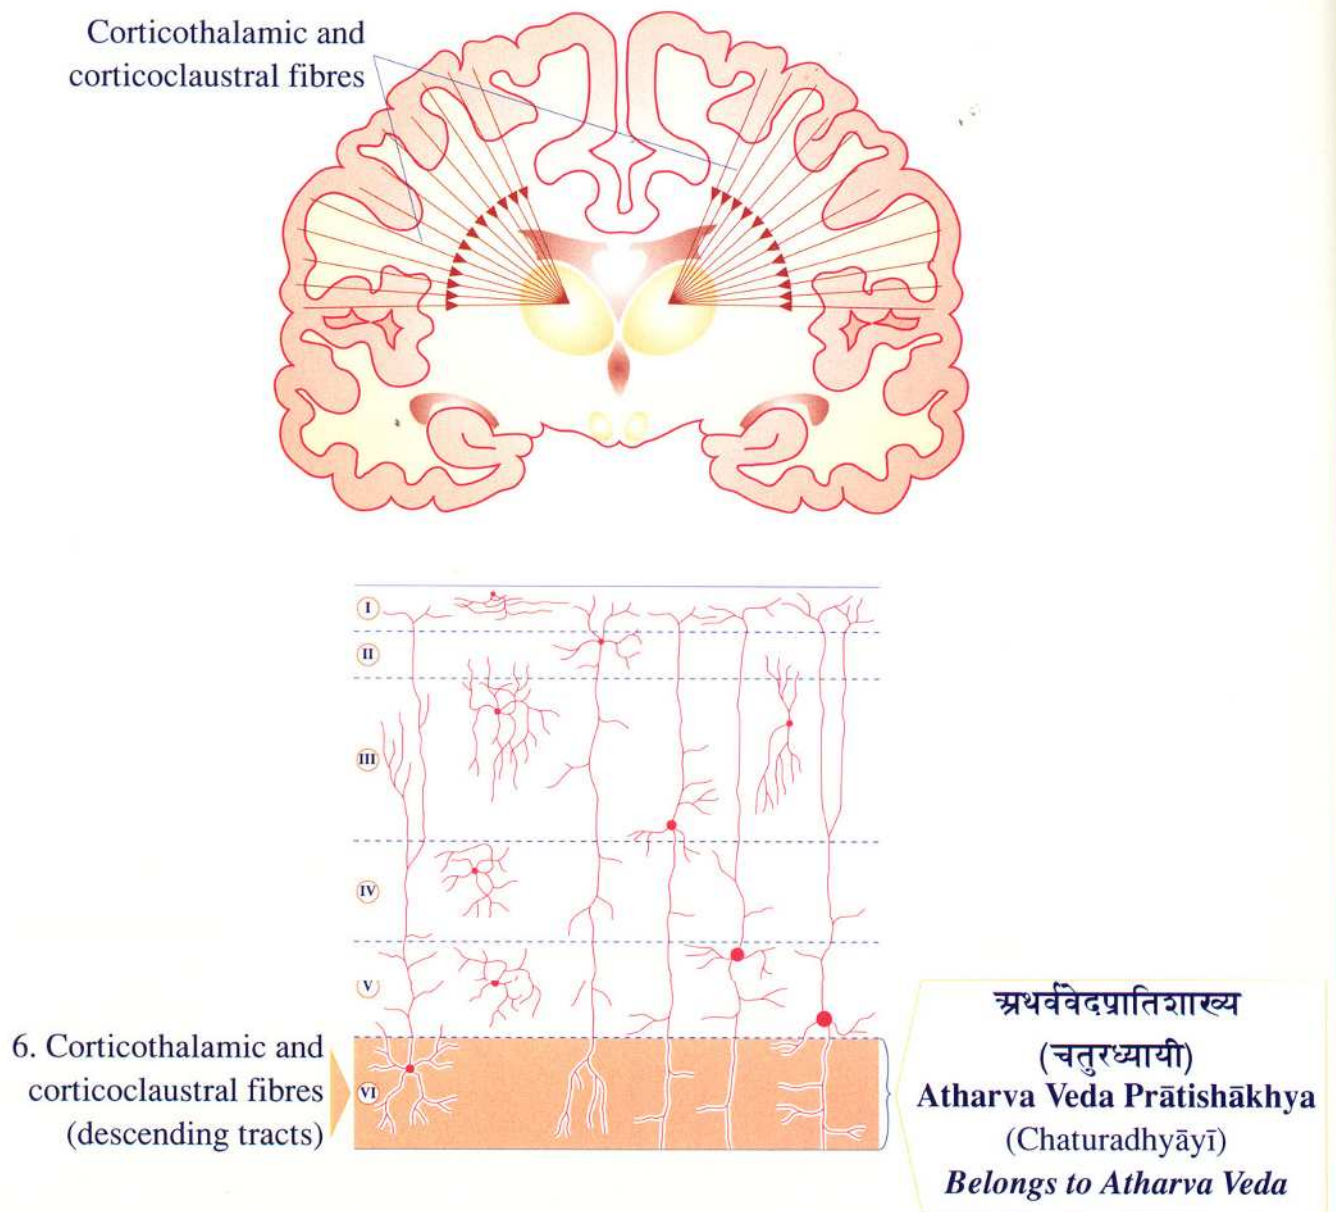 Corticothalamic and
corticoclaustral fibres
I
II
III
IV
V
VI
6. Corticothalamic and
corticoclaustral fibres
(descending tracts)
अथर्ववेदप्रातिशाख्य
(चतुरध्यायी)
Atharva Veda Prātishākhya
(Chaturadhyāyī)
Belongs to Atharva Veda